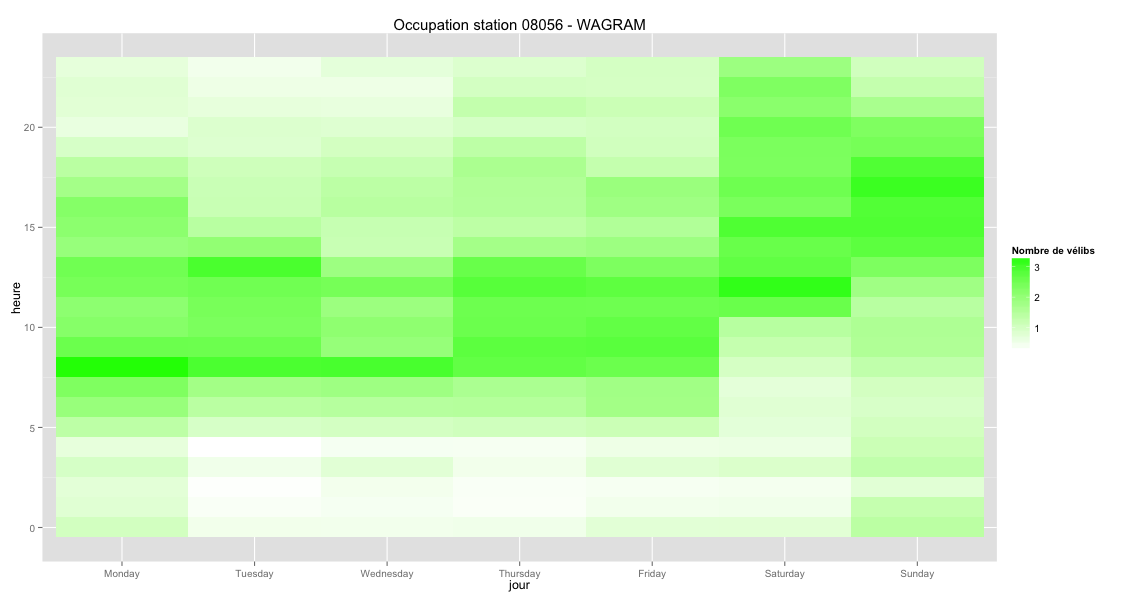 Occupation station 08056 - WAGRAM
heure
20
15
10
5
0
Monday Tuesday Wednesday Thursday Friday Saturday Sunday
jour
Nombre de vélibs
3
2
1